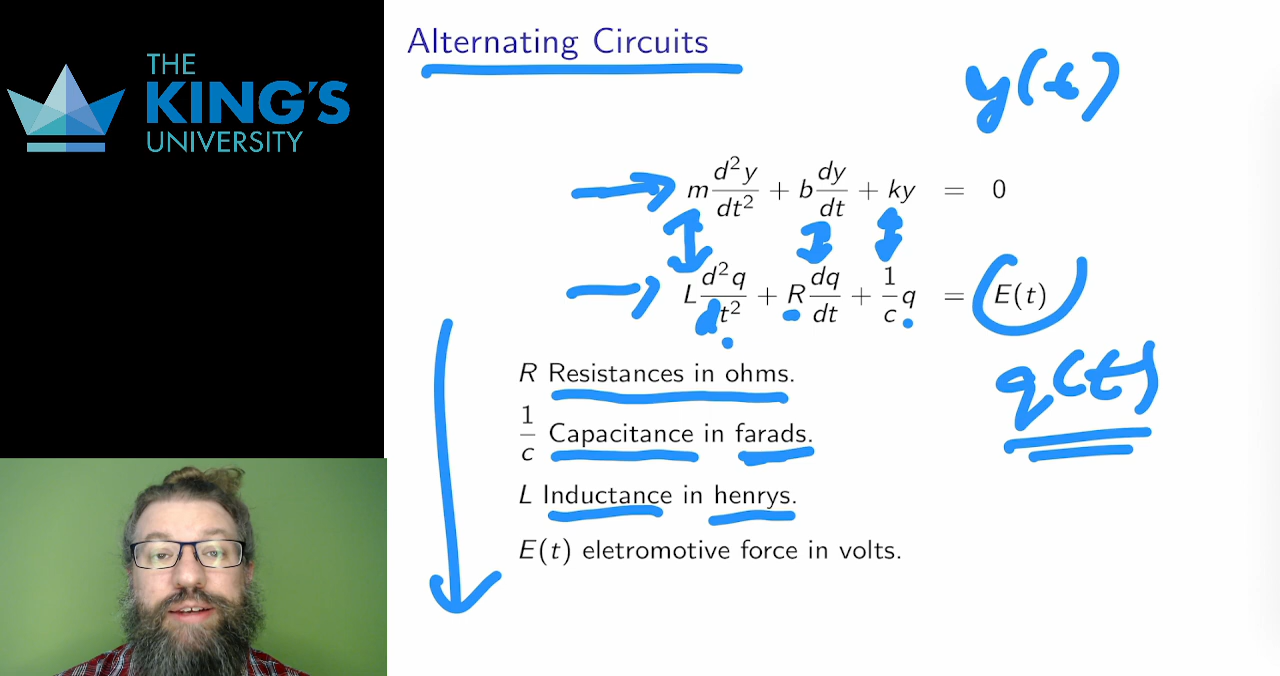 THE
KING'S
UNIVERSITY
Alternating Circuits
y(t)
m d²y/dt² + b dy/dt + ky = 0
L d²q/dt² + R dq/dt + 1/c q = E(t)
q(t)
R Resistances in ohms.
1/c Capacitance in farads.
L Inductance in henrys.
E(t) eletromotive force in volts.